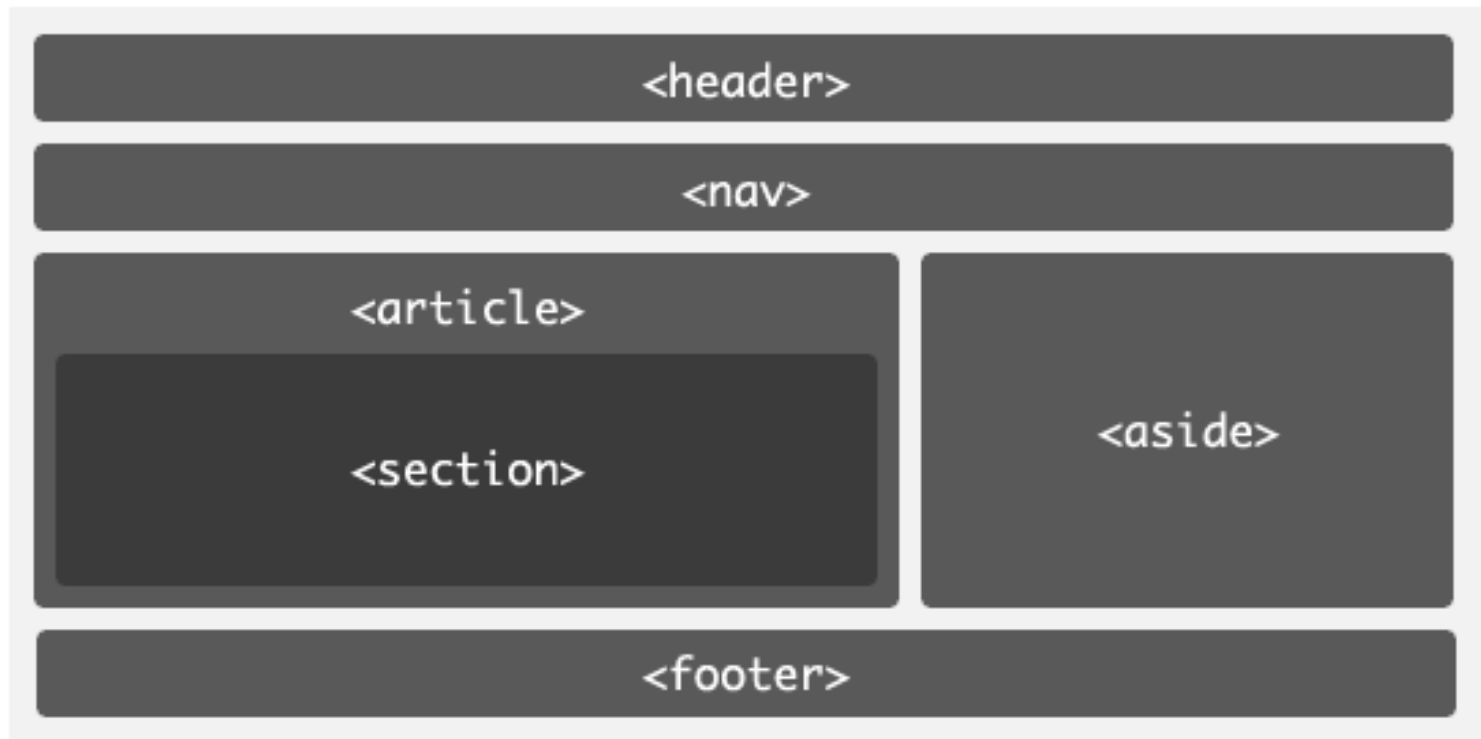 <header>
<nav>
<article>
<section>
<aside>
<footer>